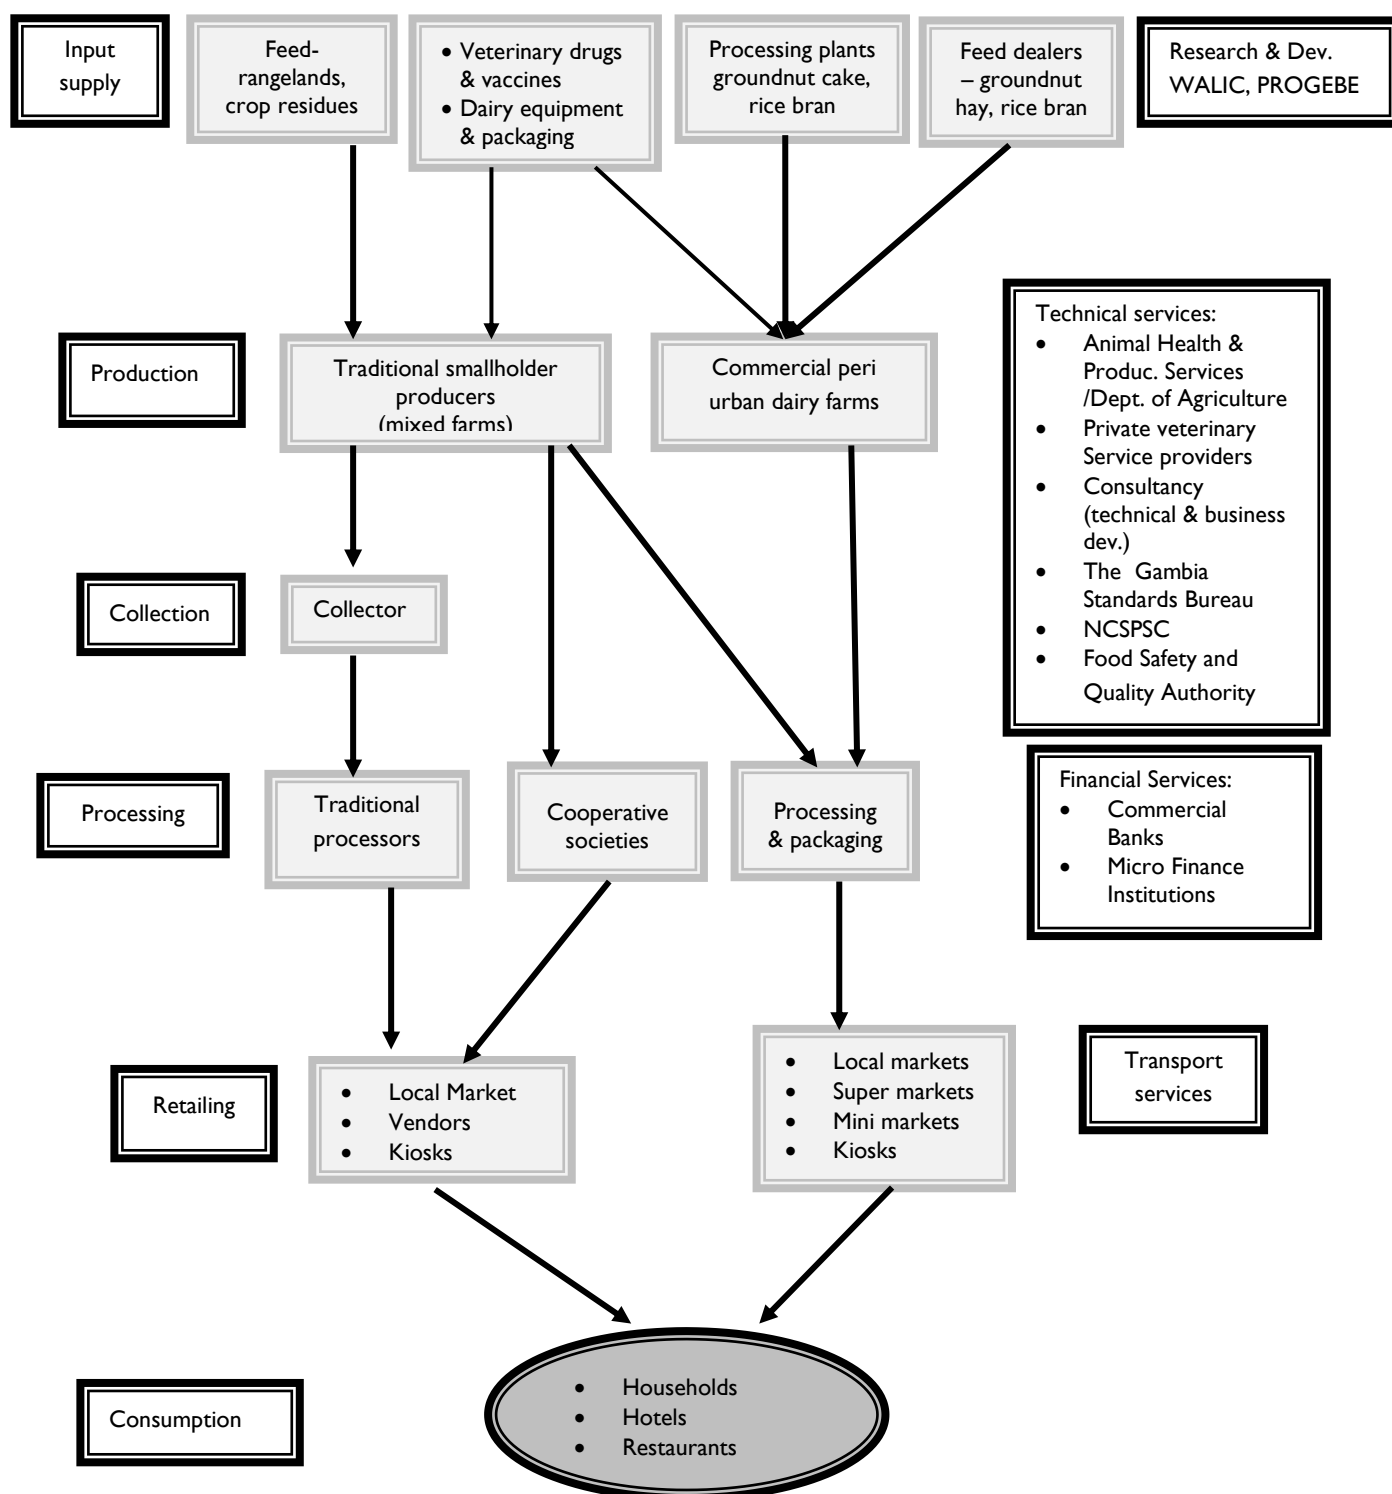 Input
supply
Feed-
rangelands,
crop residues
• Veterinary drugs
& vaccines
• Dairy equipment
& packaging
Processing plants
groundnut cake,
rice bran
Feed dealers
– groundnut
hay, rice bran
Research & Dev.
WALIC, PROGEBE
Technical services:
• Animal Health &
Produc. Services
/Dept. of Agriculture
• Private veterinary
Service providers
• Consultancy
(technical & business
dev.)
• The Gambia
Standards Bureau
• NCSPSC
• Food Safety and
Quality Authority
Production
Traditional smallholder
producers
(mixed farms)
Commercial peri
urban dairy farms
Collection
Collector
Processing
Traditional
processors
Cooperative
societies
Processing
& packaging
Financial Services:
• Commercial
Banks
• Micro Finance
Institutions
Retailing
• Local Market
• Vendors
• Kiosks
• Local markets
• Super markets
• Mini markets
• Kiosks
Transport
services
Consumption
• Households
• Hotels
• Restaurants